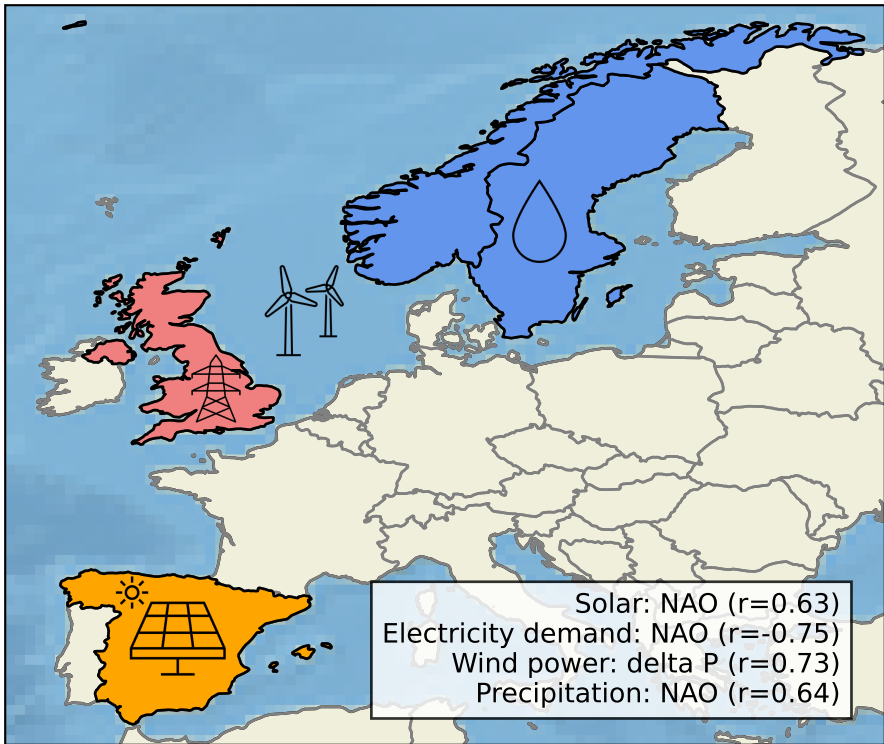 Solar: NAO (r=0.63)
Electricity demand: NAO (r=-0.75)
Wind power: delta P (r=0.73)
Precipitation: NAO (r=0.64)